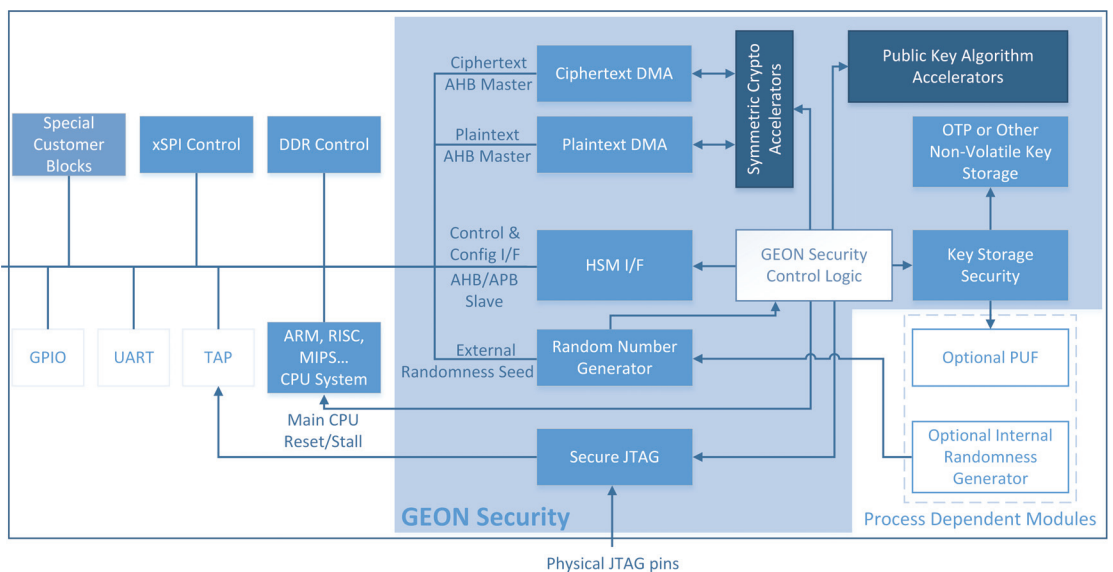 Ciphertext
AHB Master
Ciphertext DMA
Symmetric Crypto
Accelerators
Public Key Algorithm
Accelerators
Special
Customer
Blocks
xSPI Control
DDR Control
Plaintext
AHB Master
Plaintext DMA
OTP or Other
Non-Volatile Key
Storage
Control &
Config I/F
AHB/APB
Slave
HSM I/F
GEON Security
Control Logic
Key Storage
Security
GPIO
UART
TAP
ARM, RISC,
MIPS...
CPU System
External
Randomness Seed
Random Number
Generator
Optional PUF
Main CPU
Reset/Stall
Secure JTAG
Optional Internal
Randomness
Generator
GEON Security
Process Dependent Modules
Physical JTAG pins